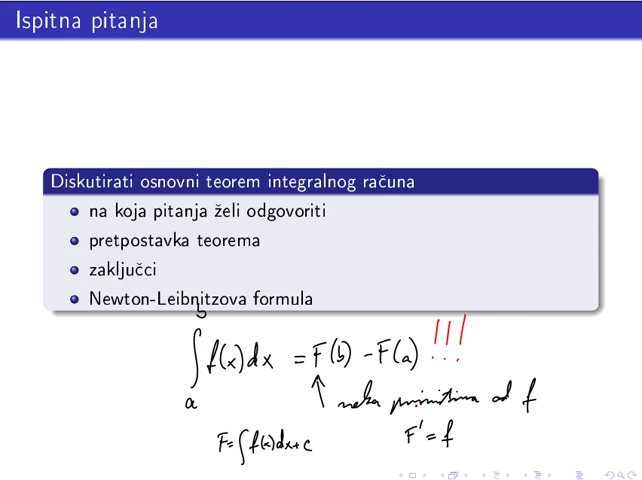 Ispitna pitanja
Diskutirati osnovni teorem integralnog računa
na koja pitanja želi odgovoriti
pretpostavka teorema
zaključci
Newton-Leibnitzova formula
∫_a^b f(x)dx = F(b) - F(a) !!!
neka primitivna od f
F=∫f(x)dx+c F' = f